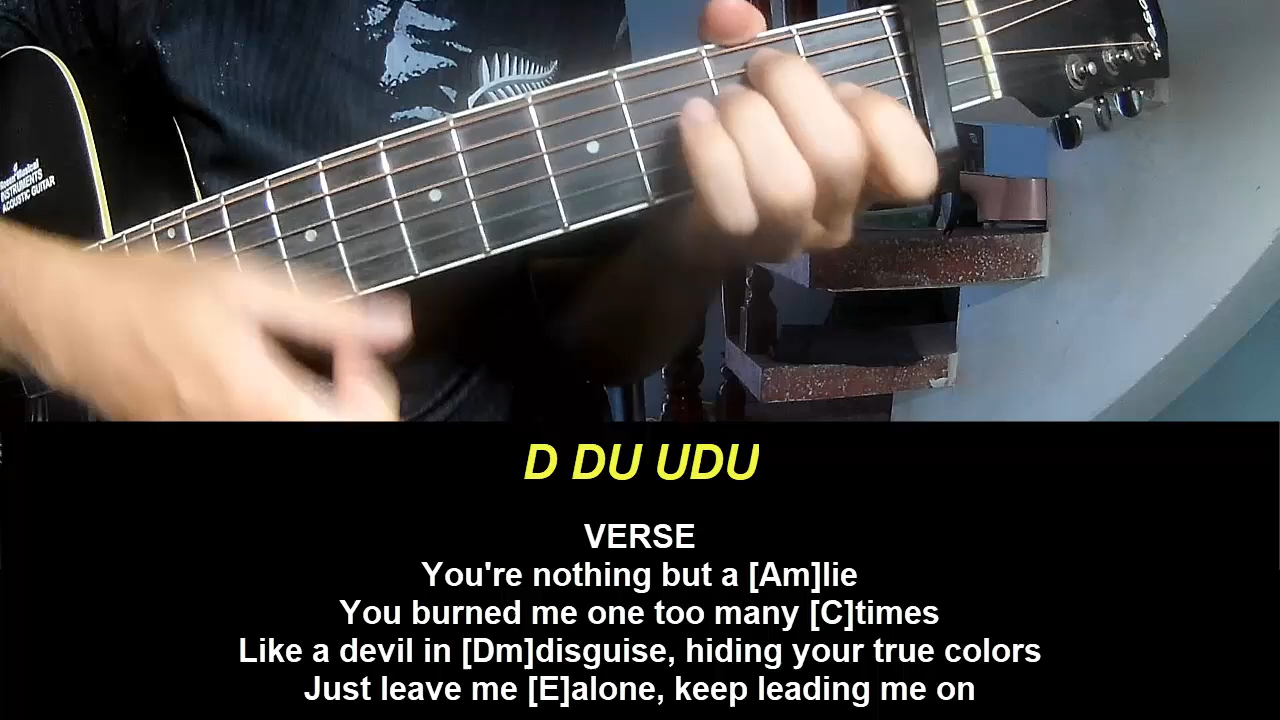 INSTRUMENTS
ACOUSTIC GUITAR
D DU UDU
VERSE
You're nothing but a [Am]lie
You burned me one too many [C]times
Like a devil in [Dm]disguise, hiding your true colors
Just leave me [E]alone, keep leading me on